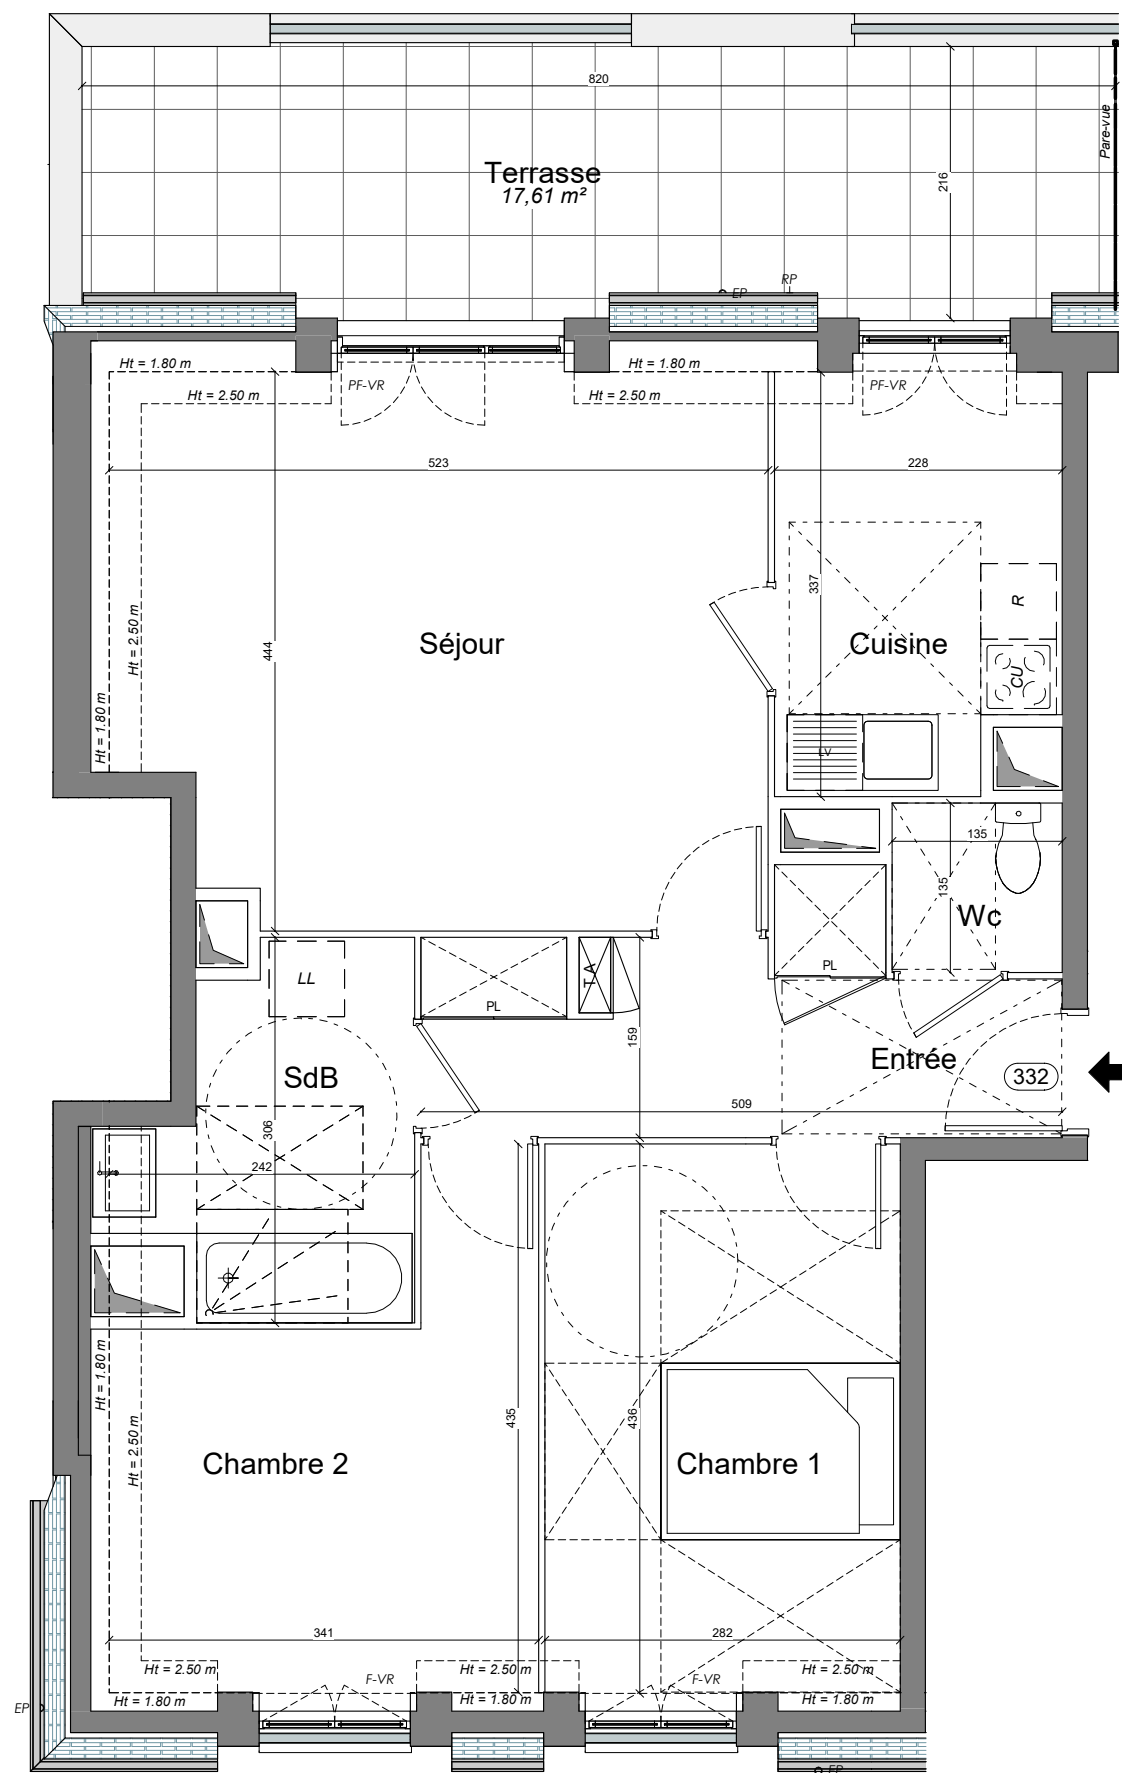 820
Pare-vue
216
Terrasse
17,61 m²
RP
EP
Ht = 1.80 m
Ht = 1.80 m
PF-VR
PF-VR
Ht = 2.50 m
Ht = 2.50 m
523
228
337
R
Ht = 2.50 m
444
Séjour
Cuisine
CU
Ht = 1.80 m
LV
135
135
Wc
PL
LL
TA
PL
159
Entrée
332
SdB
509
306
242
Ht = 1.80 m
435
436
Ht = 2.50 m
Chambre 2
Chambre 1
341
282
Ht = 2.50 m
F-VR
Ht = 2.50 m
F-VR
Ht = 2.50 m
Ht = 1.80 m
Ht = 1.80 m
Ht = 1.80 m
EP
EP